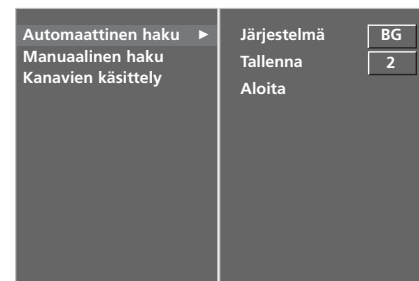 Automaattinen haku ►
Manuaalinen haku
Kanavien käsittely
Järjestelmä BG
Tallenna 2
Aloita